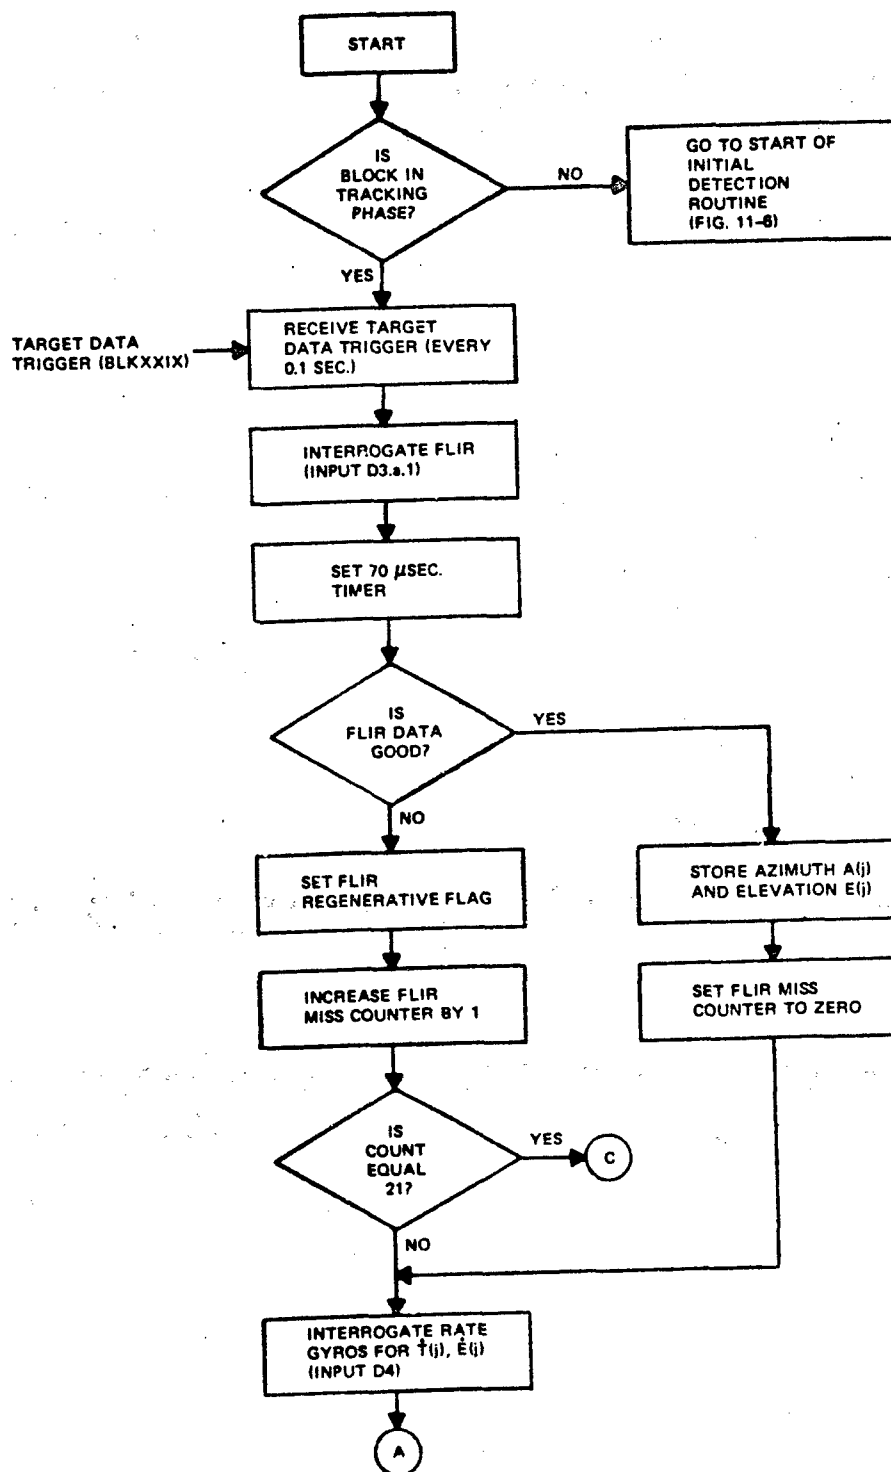 START
IS
BLOCK IN
TRACKING
PHASE?
NO
GO TO START OF
INITIAL
DETECTION
ROUTINE
(FIG. 11-6)
YES
TARGET DATA
TRIGGER (BLKXXIX)
RECEIVE TARGET
DATA TRIGGER (EVERY
0.1 SEC.)
INTERROGATE FLIR
(INPUT D3.a.1)
SET 70 μSEC.
TIMER
IS
FLIR DATA
GOOD?
YES
NO
SET FLIR
REGENERATIVE FLAG
STORE AZIMUTH A(j)
AND ELEVATION E(j)
INCREASE FLIR
MISS COUNTER BY 1
SET FLIR MISS
COUNTER TO ZERO
IS
COUNT
EQUAL
21?
YES
C
NO
INTERROGATE RATE
GYROS FOR Ṫ(j), Ė(j)
(INPUT D4)
A